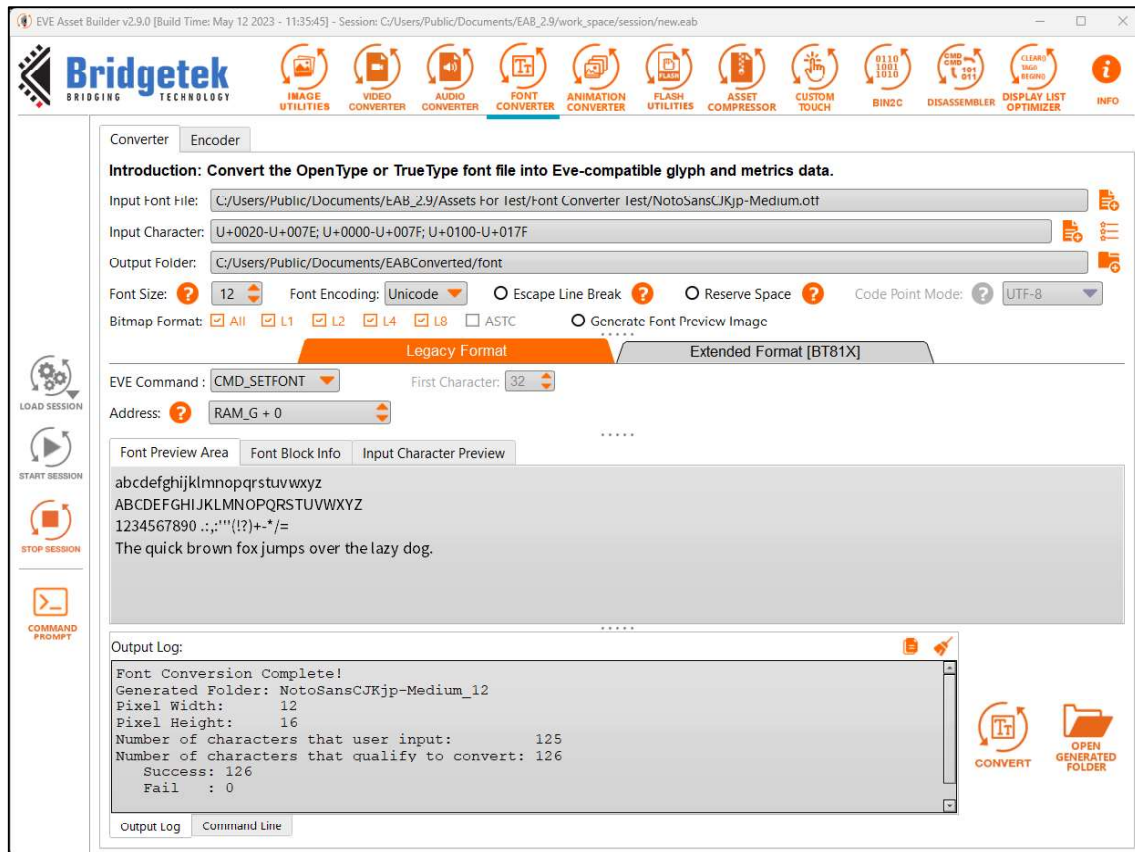 EVE Asset Builder v2.9.0 [Build Time: May 12 2023 - 11:35:45] - Session: C:/Users/Public/Documents/EAB_2.9/work_space/session/new.eab
Bridgetek
BRIDGING TECHNOLOGY
IMAGE UTILITIES
VIDEO CONVERTER
AUDIO CONVERTER
FONT CONVERTER
ANIMATION CONVERTER
FLASH
FLASH UTILITIES
ASSET COMPRESSOR
CUSTOM TOUCH
0110
1001
1010
BIN2C
CMD
CMD
101
011
DISASSEMBLER
CLEAR
TAG
BEGIN
DISPLAY LIST OPTIMIZER
i
INFO
Converter Encoder
Introduction: Convert the OpenType or TrueType font file into Eve-compatible glyph and metrics data.
Input Font File: C:/Users/Public/Documents/EAB_2.9/Assets For Test/Font Converter Test/NotoSansCJKjp-Medium.otf
Input Character: U+0020-U+007E; U+0000-U+007F; U+0100-U+017F
Output Folder: C:/Users/Public/Documents/EABConverted/font
Font Size: ? 12 Font Encoding: Unicode Escape Line Break ? Reserve Space ? Code Point Mode: ? UTF-8
Bitmap Format: All L1 L2 L4 L8 ASTC Generate Font Preview Image
Legacy Format Extended Format [BT81X]
EVE Command : CMD_SETFONT First Character: 32
Address: ? RAM_G + 0
LOAD SESSION
START SESSION
STOP SESSION
COMMAND PROMPT
Font Preview Area Font Block Info Input Character Preview
abcdefghijklmnopqrstuvwxyz
ABCDEFGHIJKLMNOPQRSTUVWXYZ
1234567890 .:,:'''(!?)+-*/=
The quick brown fox jumps over the lazy dog.
Output Log:
Font Conversion Complete!
Generated Folder: NotoSansCJKjp-Medium_12
Pixel Width: 12
Pixel Height: 16
Number of characters that user input: 125
Number of characters that qualify to convert: 126
Success: 126
Fail : 0
CONVERT
OPEN GENERATED FOLDER
Output Log Command Line